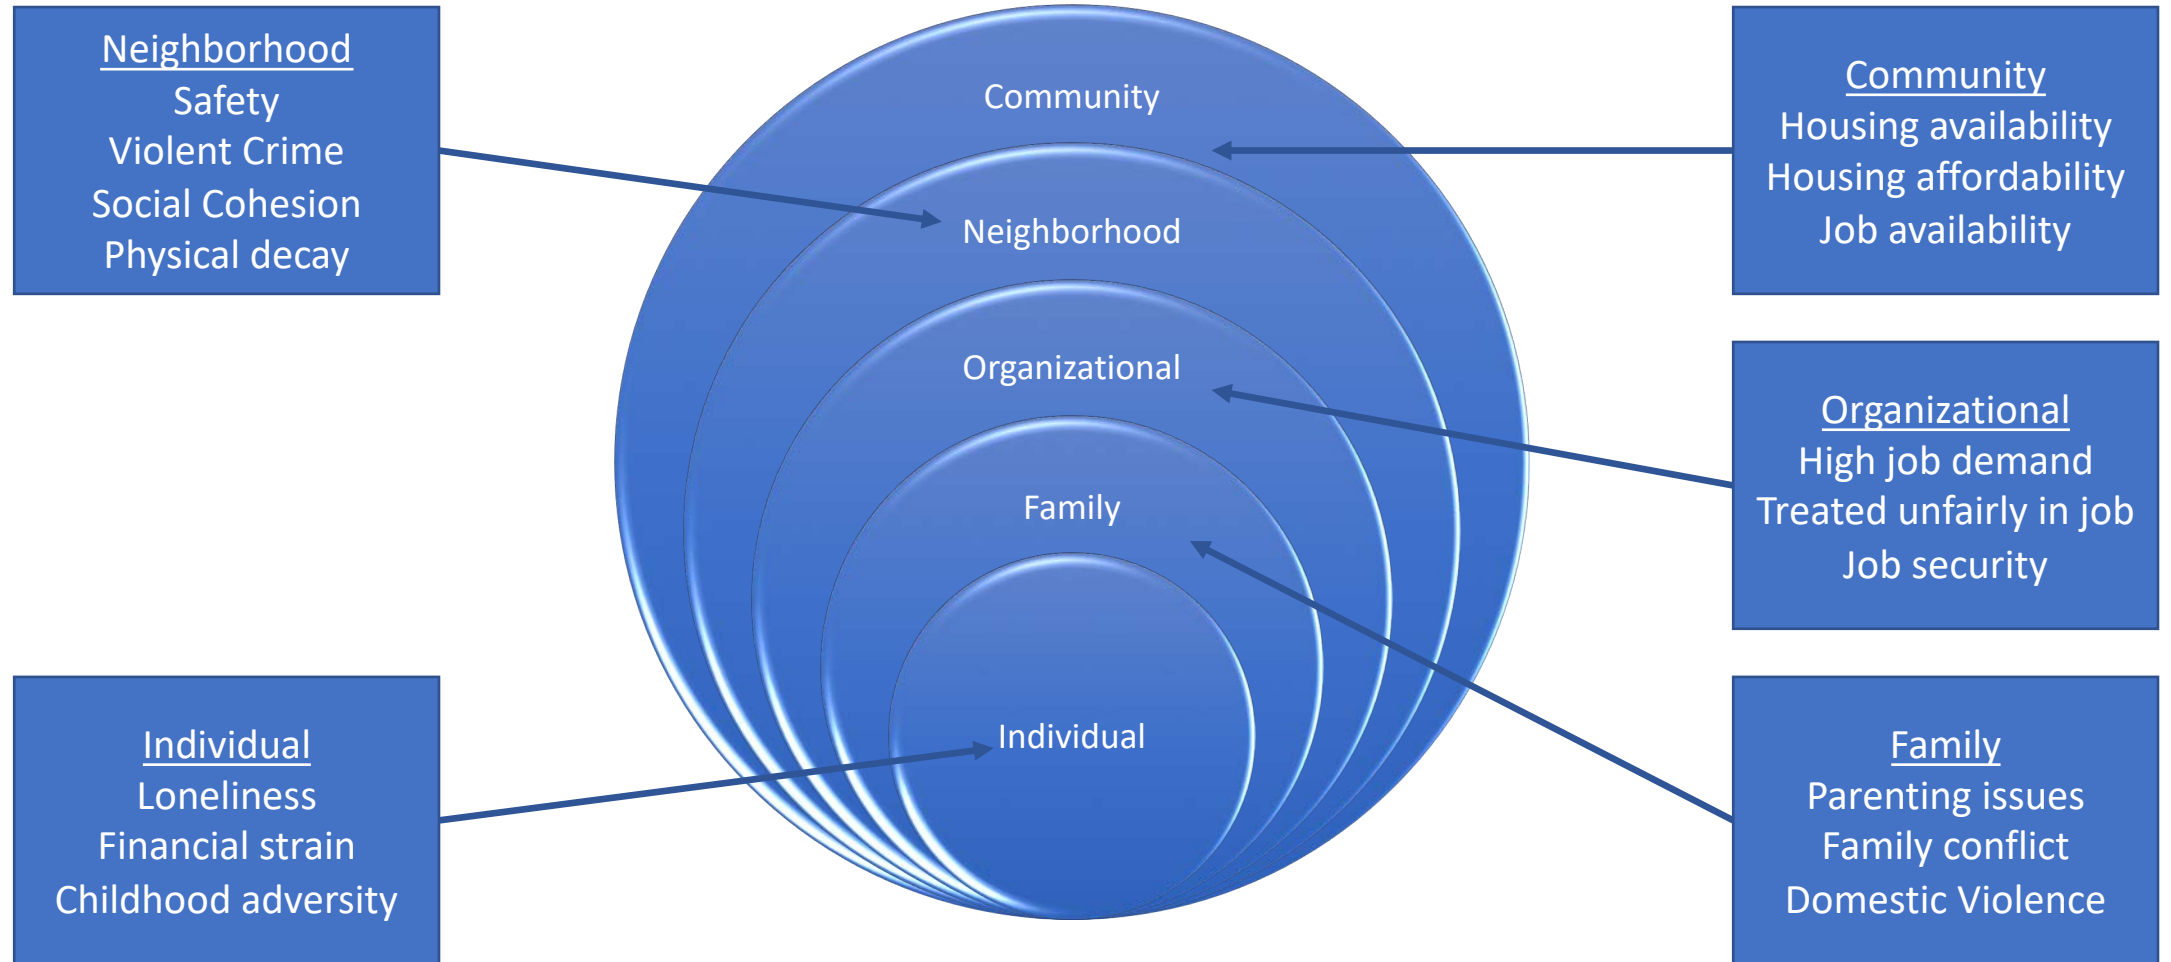 Neighborhood
Safety
Violent Crime
Social Cohesion
Physical decay
Individual
Loneliness
Financial strain
Childhood adversity
Community
Neighborhood
Organizational
Family
Individual
Community
Housing availability
Housing affordability
Job availability
Organizational
High job demand
Treated unfairly in job
Job security
Family
Parenting issues
Family conflict
Domestic Violence